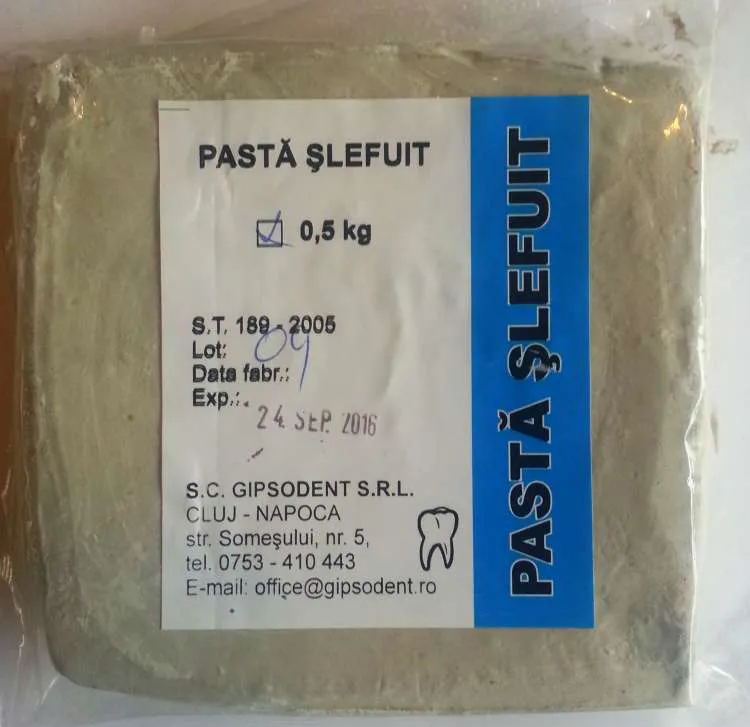 PASTĂ ŞLEFUIT
0,5 kg
S.T. 189 - 2005
Lot: 04
Data fabr.:
Exp.:.
24. SEP. 2016
S.C. GIPSODENT S.R.L.
CLUJ - NAPOCA
str. Someşului, nr. 5,
tel. 0753 - 410 443
E-mail: office@gipsodent.ro
PASTĂ ŞLEFUIT